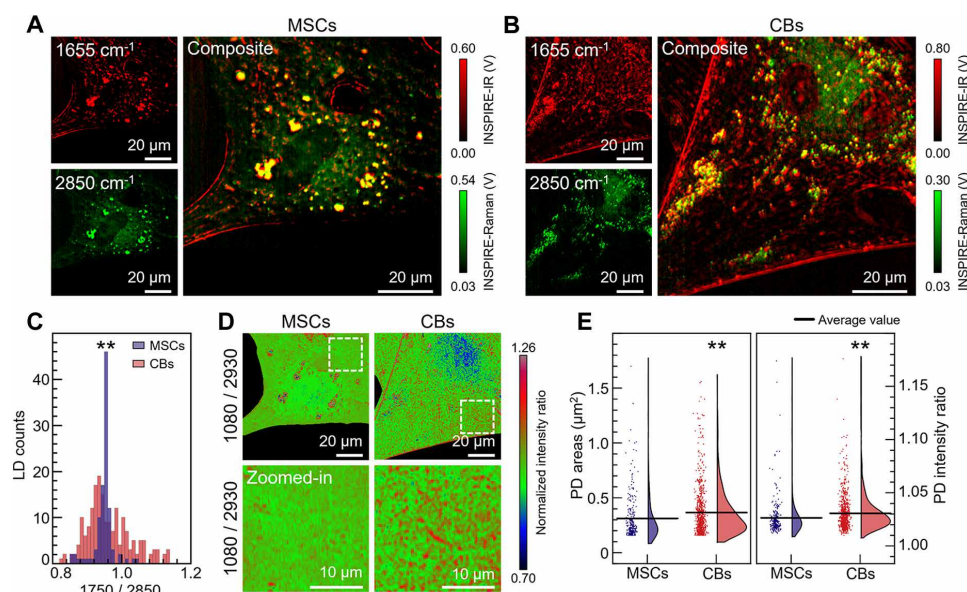 A
MSCs
1655 cm-1
20 µm
2850 cm-1
20 µm
Composite
20 µm
0.60
INSPIRE-IR (V)
0.00
0.54
INSPIRE-Raman (V)
0.03
B
CBs
1655 cm-1
20 µm
2850 cm-1
20 µm
Composite
20 µm
0.80
INSPIRE-IR (V)
0.00
0.30
INSPIRE-Raman (V)
0.03
C
**
MSCs
CBs
LD counts
40
30
20
10
0
0.8 1.0 1.2
1750 / 2850
D
MSCs CBs
1080 / 2930
20 µm 20 µm
Zoomed-in
1080 / 2930
10 µm 10 µm
1.26
Normalized intensity ratio
0.70
E
Average value
** **
PD areas (µm²)
1.5
1.0
0.5
0.0
MSCs CBs MSCs CBs
1.15
1.10
1.05
1.00
PD intensity ratio